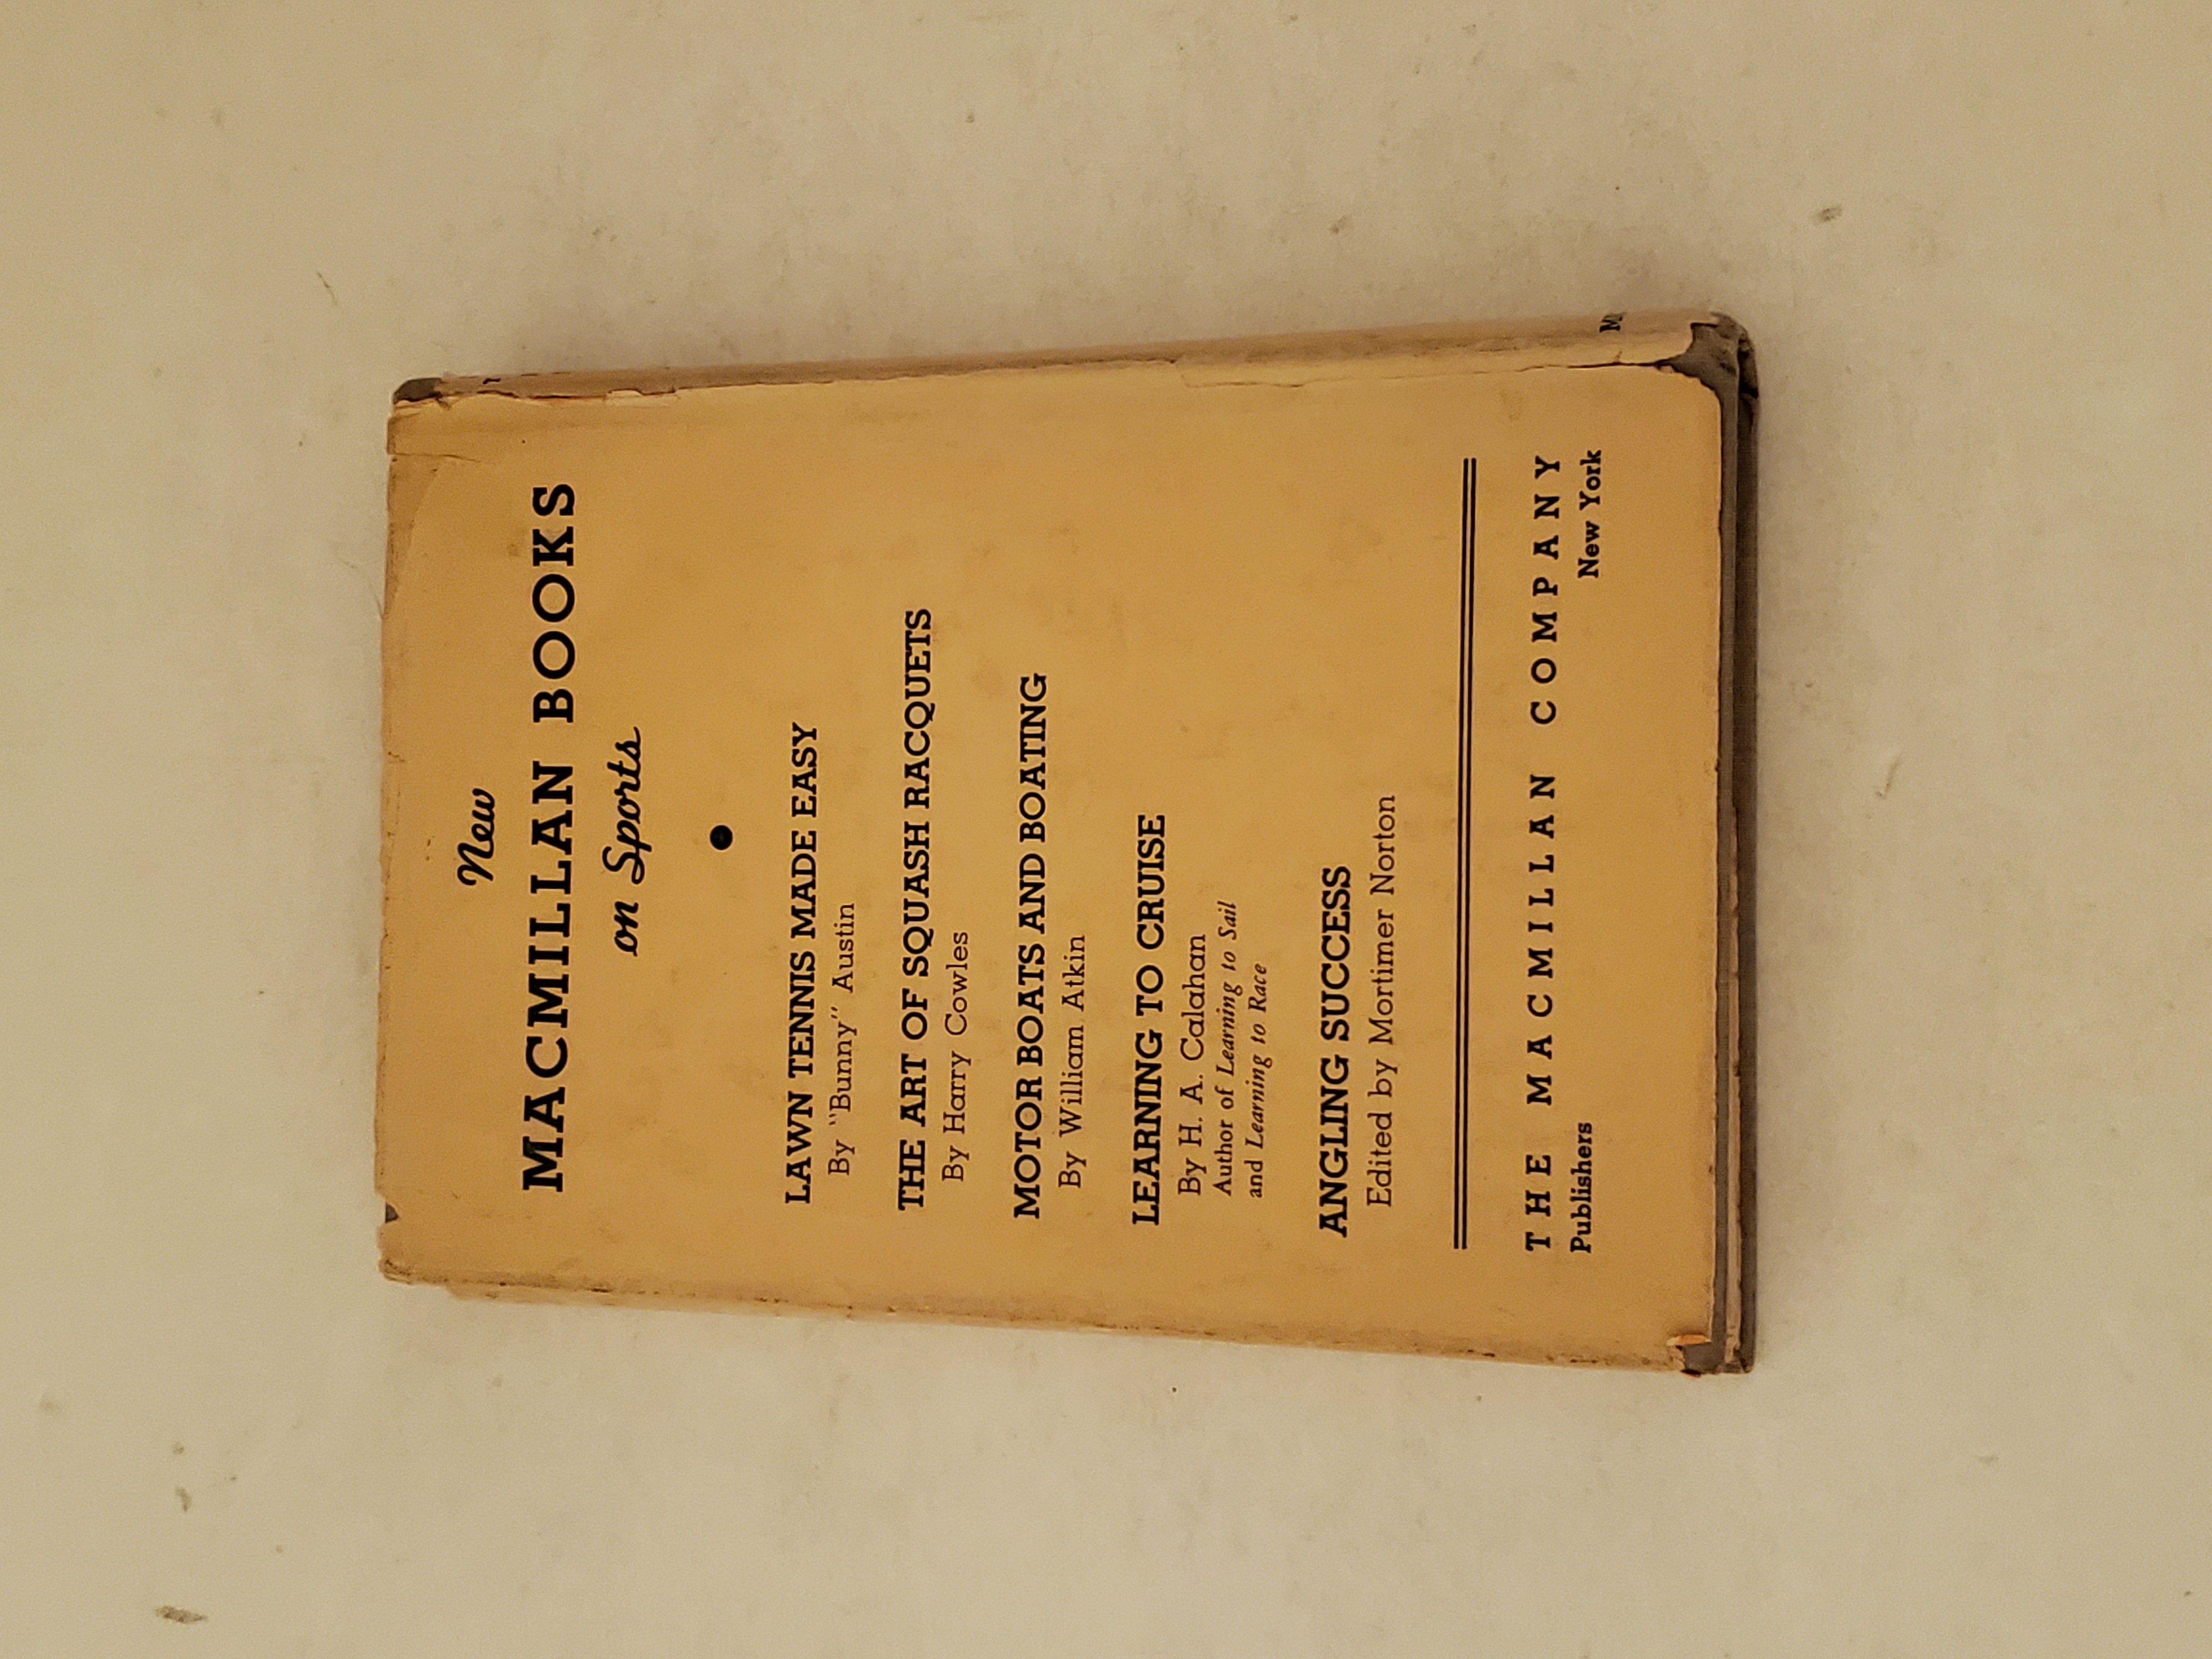 New
MACMILLAN BOOKS
on Sports
LAWN TENNIS MADE EASY
By "Bunny" Austin
THE ART OF SQUASH RACQUETS
By Harry Cowles
MOTOR BOATS AND BOATING
By William Atkin
LEARNING TO CRUISE
By H. A. Calahan
Author of Learning to Sail
and Learning to Race
ANGLING SUCCESS
Edited by Mortimer Norton
THE MACMILLAN COMPANY
Publishers New York